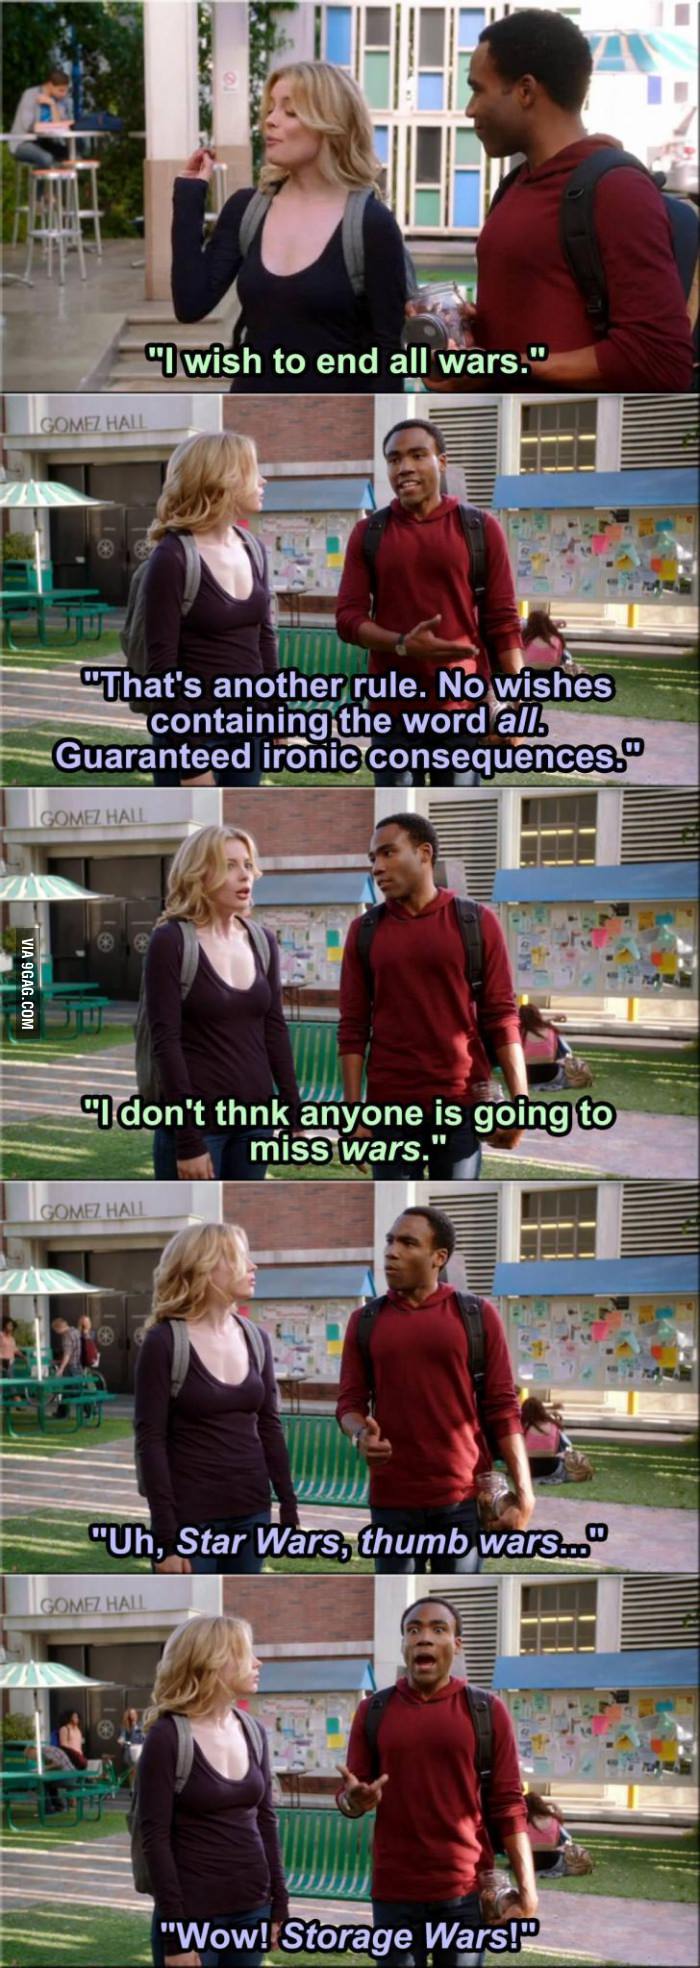 "I wish to end all wars."
GOMEZ HALL
"That's another rule. No wishes
containing the word all.
Guaranteed ironic consequences."
GOMEZ HALL
VIA 9GAG.COM
"I don't thnk anyone is going to
miss wars."
GOMEZ HALL
"Uh, Star Wars, thumb wars..."
GOMEZ HALL
"Wow! Storage Wars!"